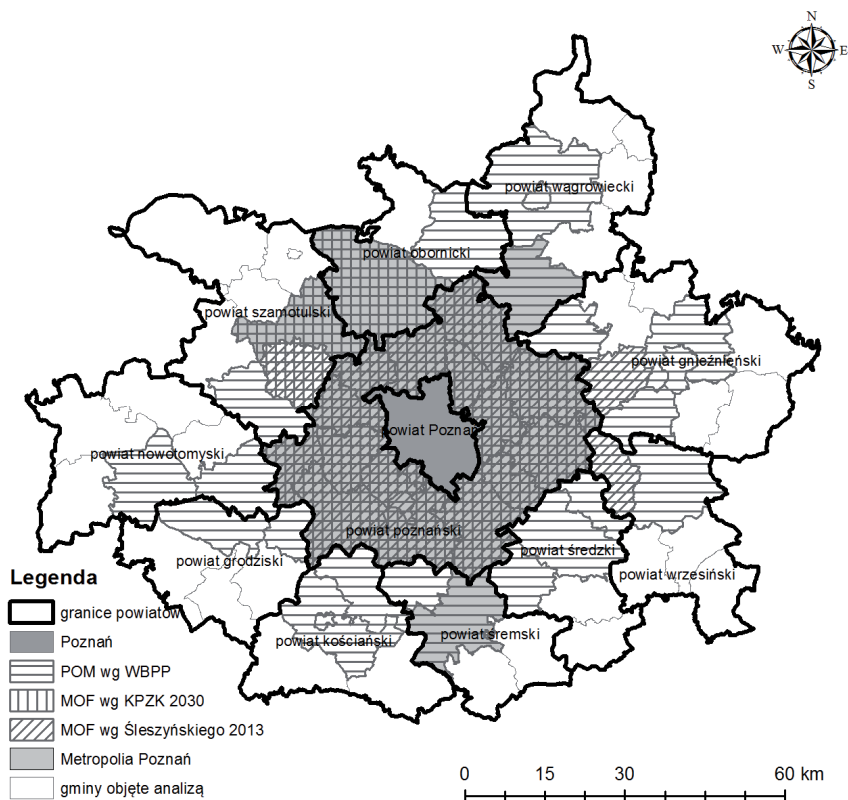 N
W E
S
powiat wągrowiecki
powiat obornicki
powiat szamotulski
powiat gnieźnieński
powiat Poznań
powiat nowotomyski
powiat poznański
powiat średzki
powiat grodziski
powiat wrzesiński
powiat śremski
powiat kościański
Legenda
granice powiatów
Poznań
POM wg WBPP
MOF wg KPZK 2030
MOF wg Śleszyńskiego 2013
Metropolia Poznań
gminy objęte analizą
0 15 30 60 km